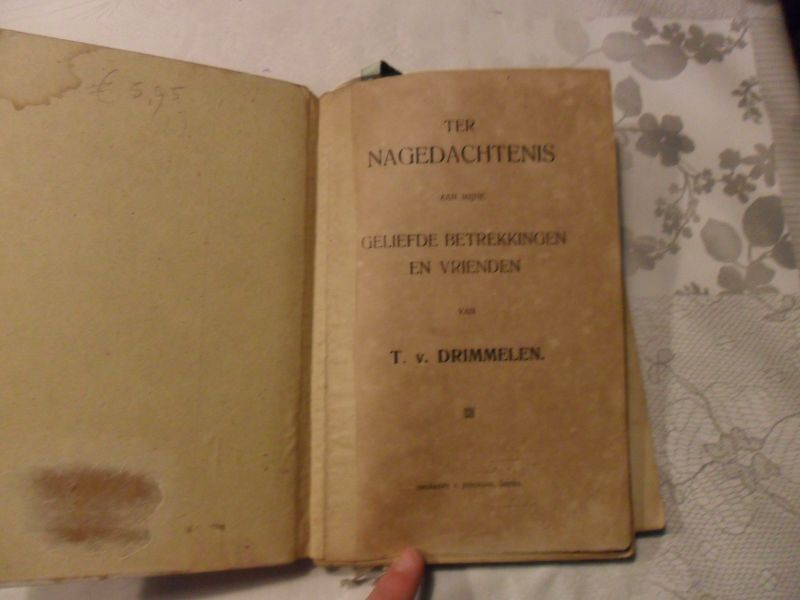 € 5,95
TER
NAGEDACHTENIS
AAN MIJNE
GELIEFDE BETREKKINGEN
EN VRIENDEN
VAN
T. v. DRIMMELEN.